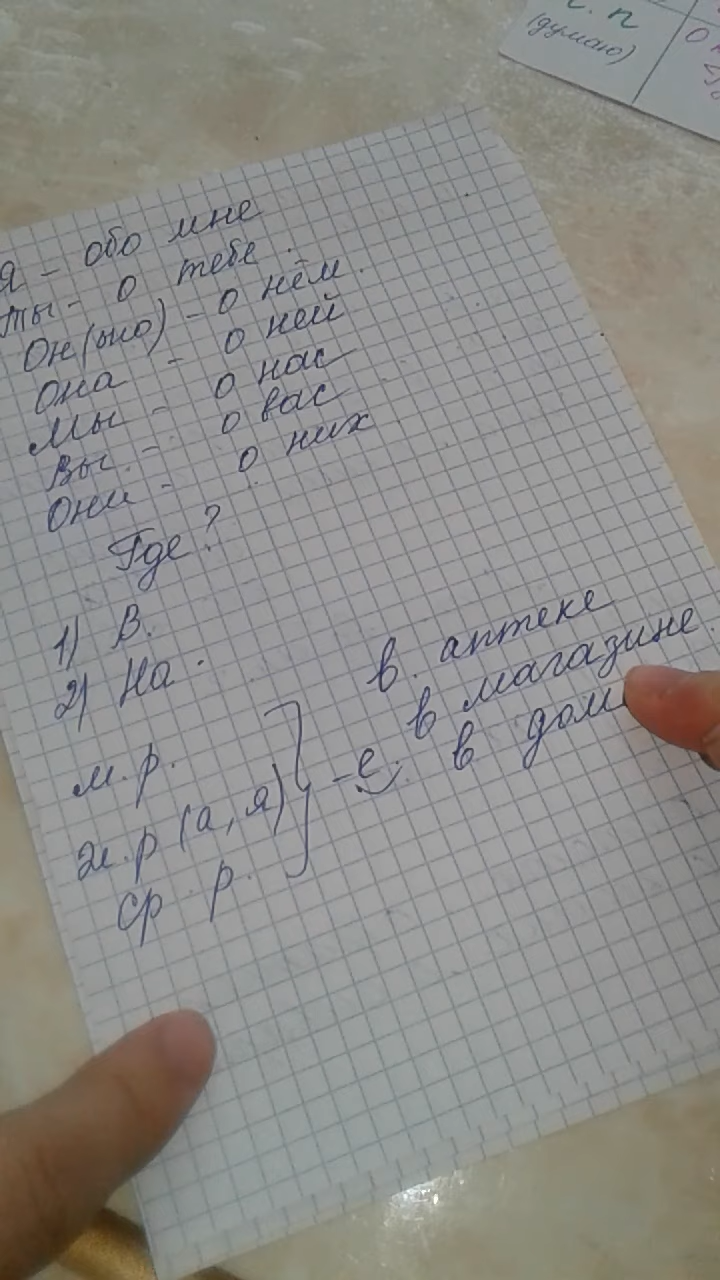 . п
(думаю)
Я - обо мне
Ты - о тебе.
Он(оно) - о нём.
Она - о ней
Мы - о нас
Вы - о вас
Они - о них
Где?
1) В.
2) На.
в аптеке
в магазине.
в дом
м.р.
ж.р (а, я) } -е.
ср. р.